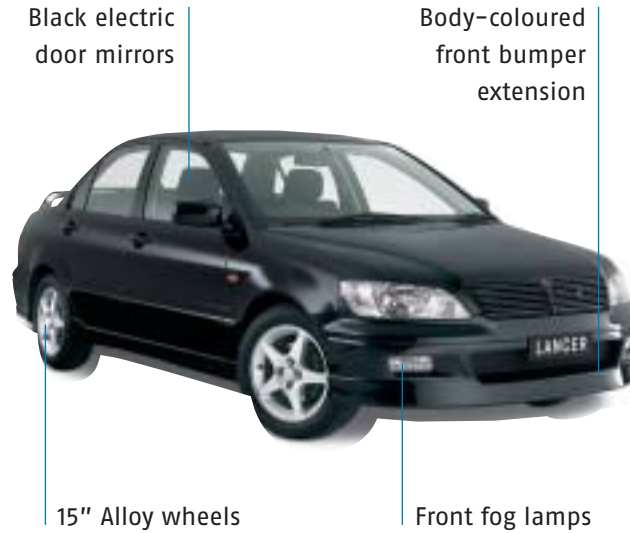 Black electric
door mirrors
Body-coloured
front bumper
extension
LANCER
15" Alloy wheels
Front fog lamps